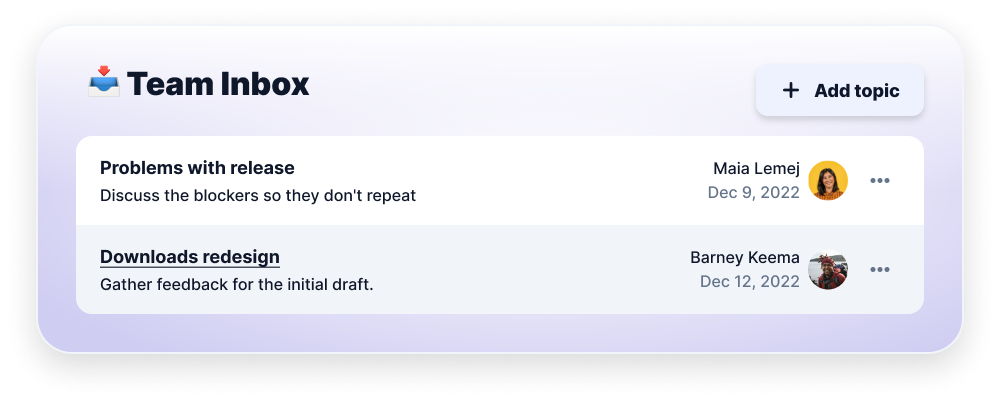 Team Inbox
+ Add topic
Problems with release
Discuss the blockers so they don't repeat
Maia Lemej
Dec 9, 2022
Downloads redesign
Gather feedback for the initial draft.
Barney Keema
Dec 12, 2022